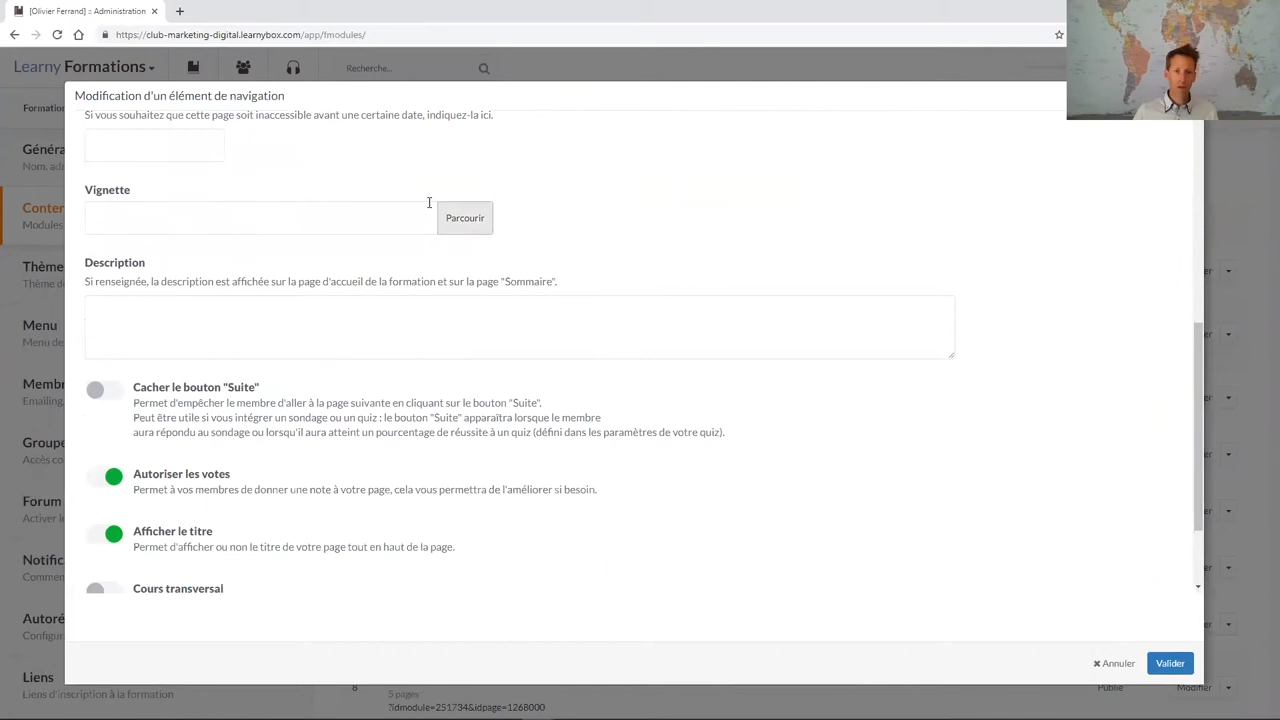 [Olivier Ferrand] :: Administration
https://club-marketing-digital.learnybox.com/app/fmodules/
Learny Formations
Recherche...
Modification d'un élément de navigation
Formation
Si vous souhaitez que cette page soit inaccessible avant une certaine date, indiquez-la ici.
Généra
Nom, adr
Vignette
Parcourir
Conten
Modules
Description
Si renseignée, la description est affichée sur la page d'accueil de la formation et sur la page "Sommaire".
Thème
Thème de
Menu
Menu de
Cacher le bouton "Suite"
Permet d'empêcher le membre d'aller à la page suivante en cliquant sur le bouton "Suite".
Peut être utile si vous intégrer un sondage ou un quiz : le bouton "Suite" apparaîtra lorsque le membre
aura répondu au sondage ou lorsqu'il aura atteint un pourcentage de réussite à un quiz (défini dans les paramètres de votre quiz).
Membr
Emailing,
Groupe
Accès co
Autoriser les votes
Permet à vos membres de donner une note à votre page, cela vous permettra de l'améliorer si besoin.
Forum
Activer le
Afficher le titre
Permet d'afficher ou non le titre de votre page tout en haut de la page.
Notific
Commen
Cours transversal
Autoré
Configur
Annuler
Valider
Liens
Liens d'inscription à la formation
8
5 pages
Publié
Modifier
?idmodule=251734&idpage=1268000